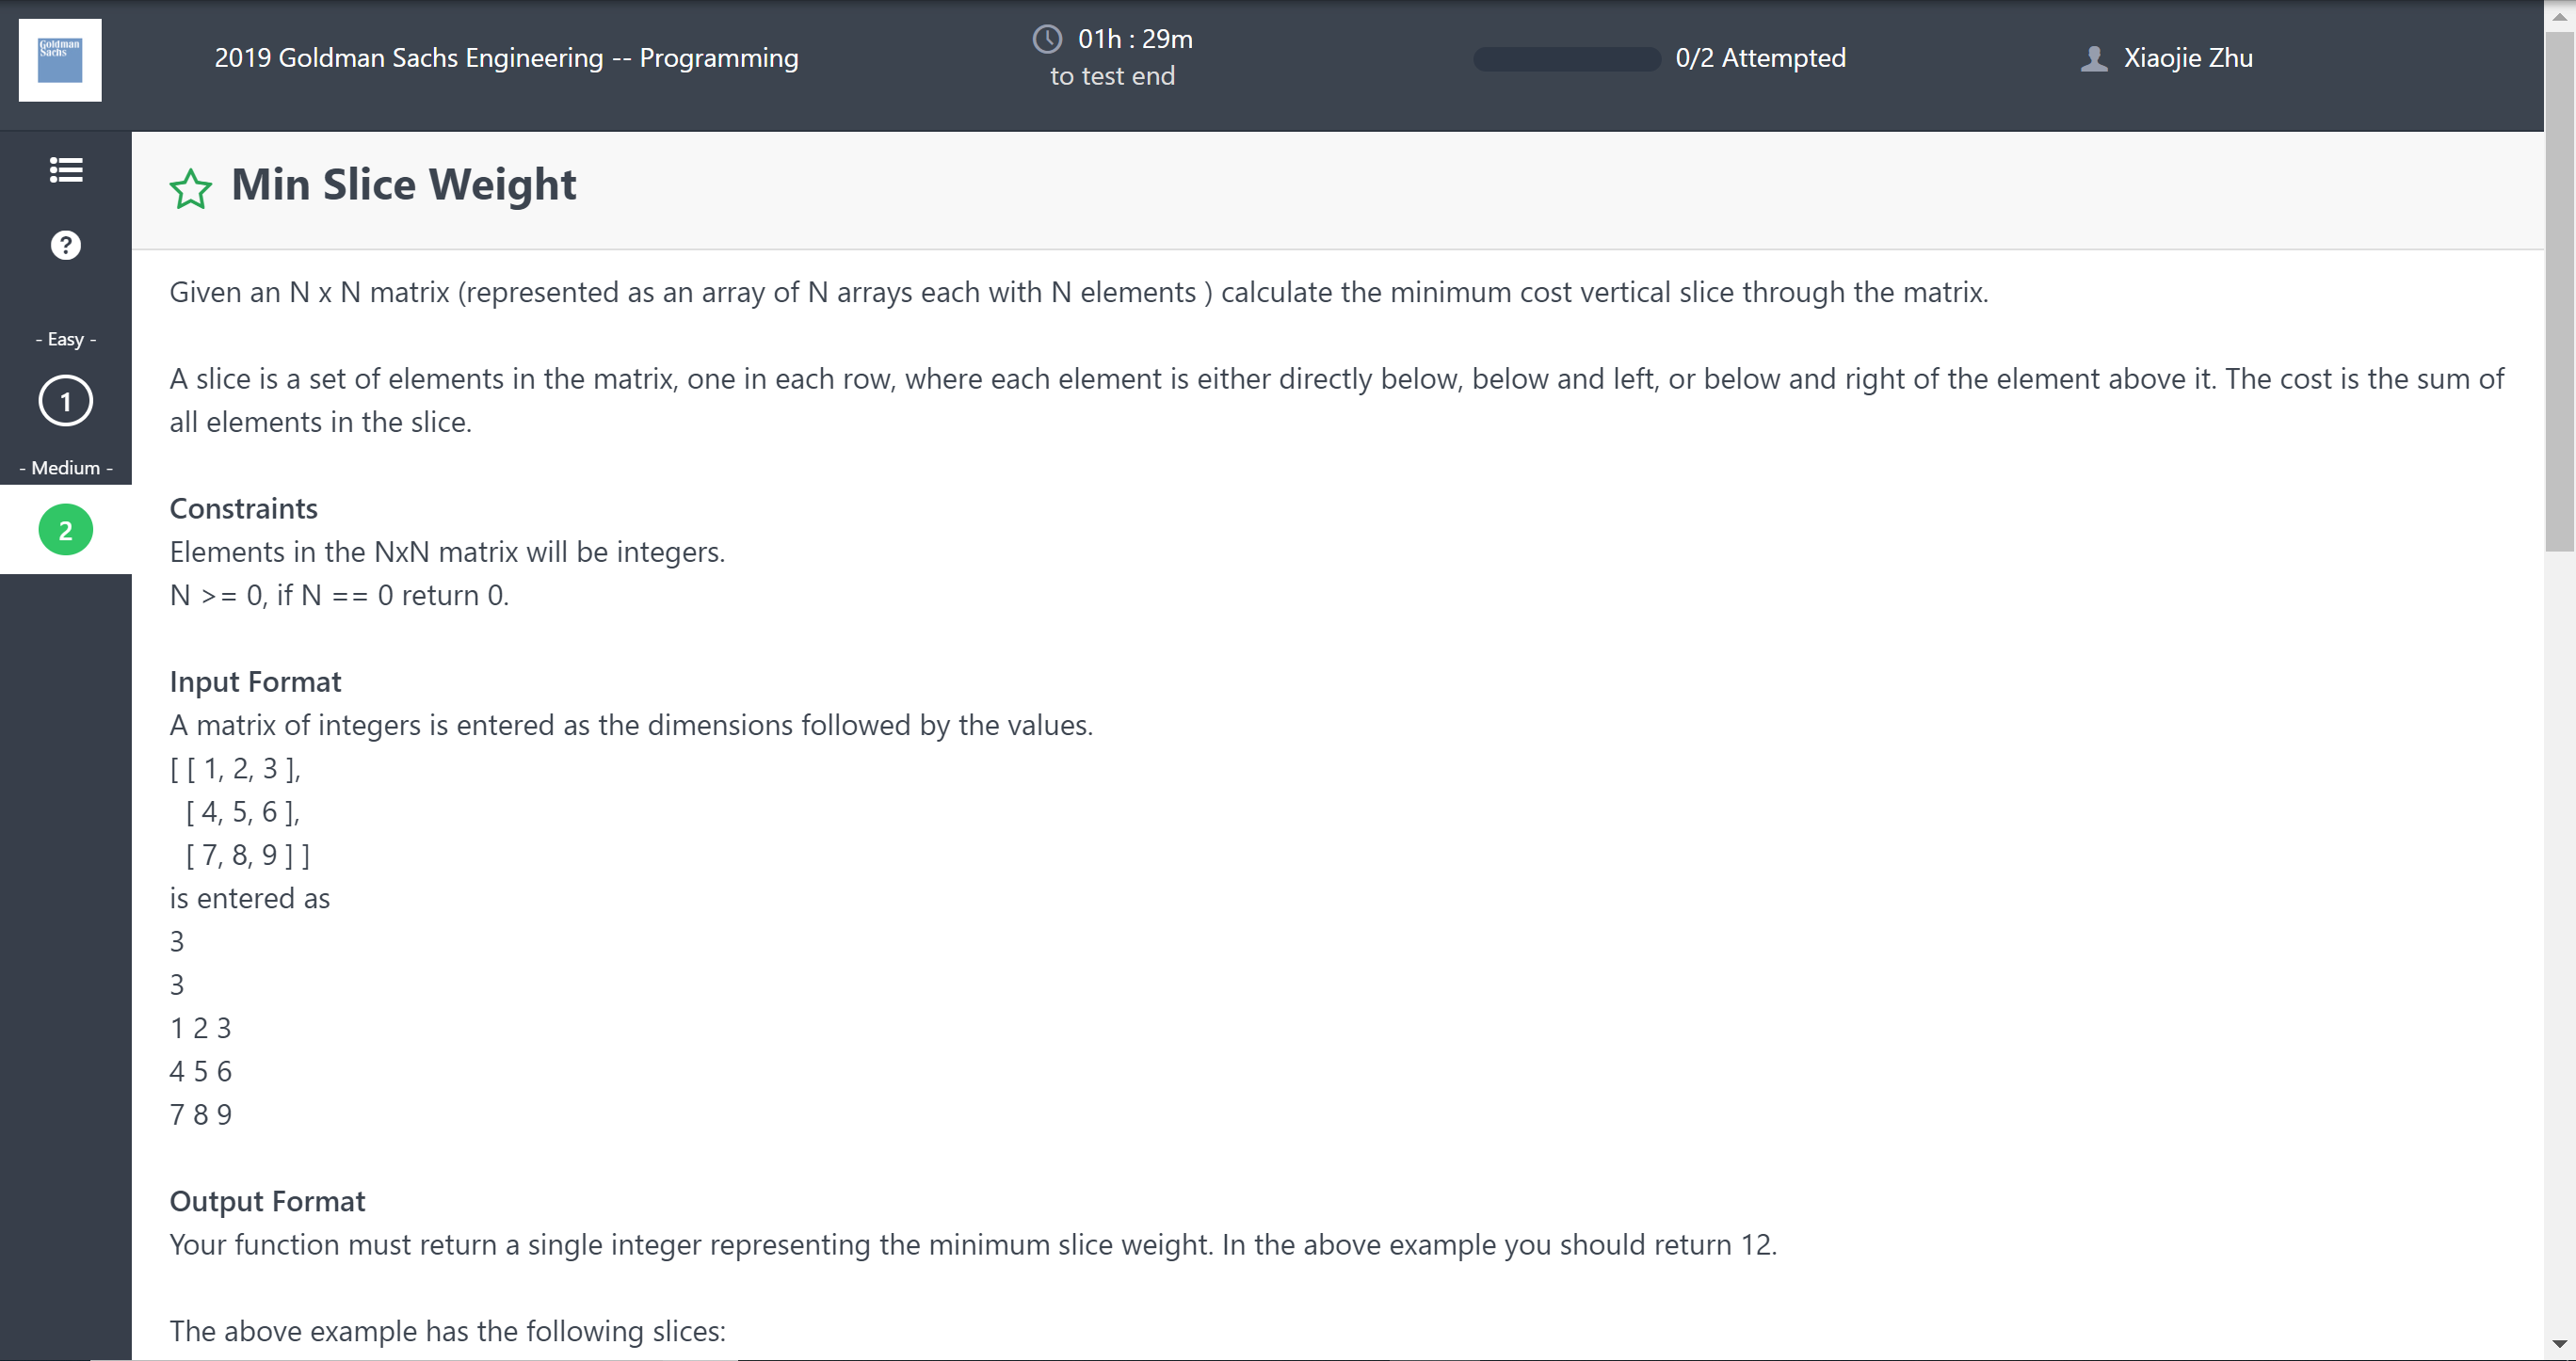 Goldman
Sachs
2019 Goldman Sachs Engineering -- Programming
01h : 29m
to test end
0/2 Attempted
Xiaojie Zhu
?
- Easy -
1
- Medium -
2
Min Slice Weight
Given an N x N matrix (represented as an array of N arrays each with N elements ) calculate the minimum cost vertical slice through the matrix.
A slice is a set of elements in the matrix, one in each row, where each element is either directly below, below and left, or below and right of the element above it. The cost is the sum of
all elements in the slice.
Constraints
Elements in the NxN matrix will be integers.
N >= 0, if N == 0 return 0.
Input Format
A matrix of integers is entered as the dimensions followed by the values.
[ [ 1, 2, 3 ],
[ 4, 5, 6 ],
[ 7, 8, 9 ] ]
is entered as
3
3
1 2 3
4 5 6
7 8 9
Output Format
Your function must return a single integer representing the minimum slice weight. In the above example you should return 12.
The above example has the following slices: